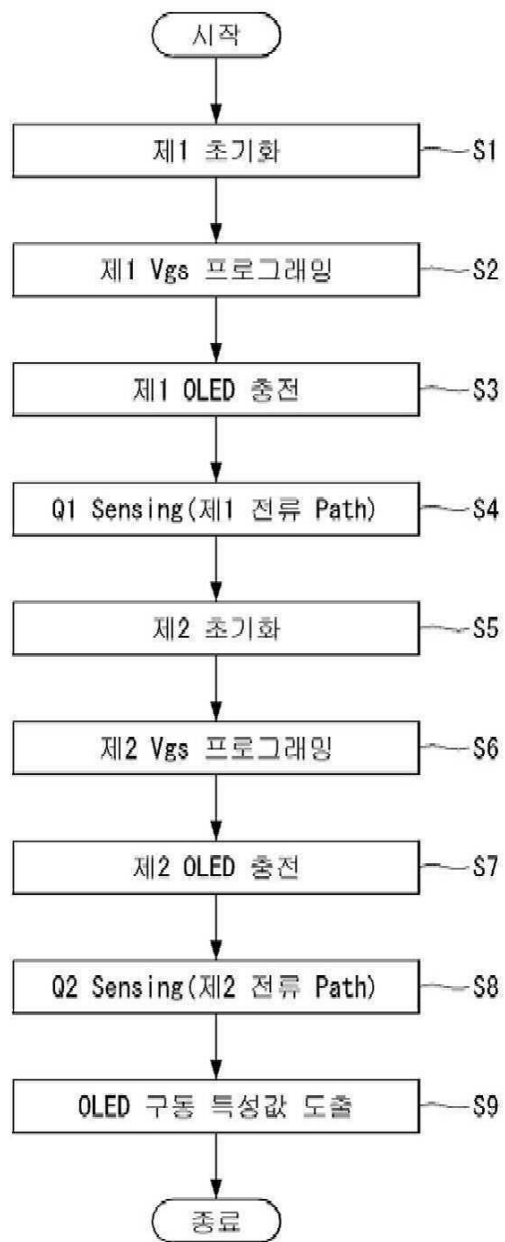 시작
제1 초기화
S1
제1 Vgs 프로그래밍
S2
제1 OLED 충전
S3
Q1 Sensing(제1 전류 Path)
S4
제2 초기화
S5
제2 Vgs 프로그래밍
S6
제2 OLED 충전
S7
Q2 Sensing(제2 전류 Path)
S8
OLED 구동 특성값 도출
S9
종료